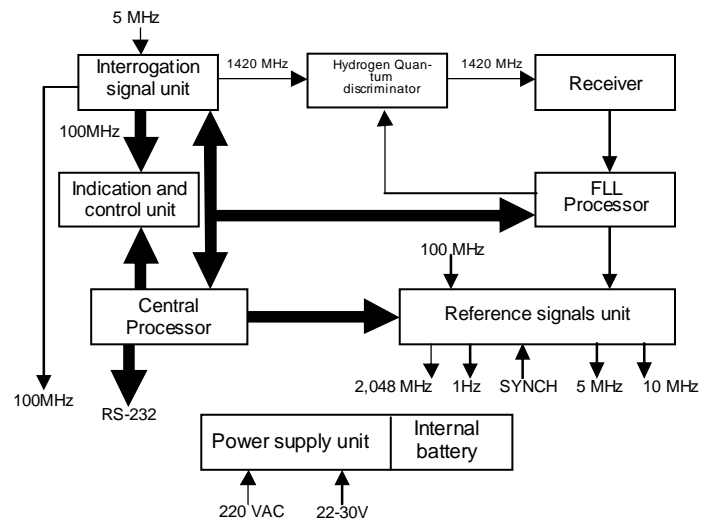 5 MHz
Interrogation
signal unit
1420 MHz
Hydrogen Quan-
tum
discriminator
1420 MHz
Receiver
100MHz
Indication and
control unit
FLL
Processor
100 MHz
Central
Processor
Reference signals unit
100MHz
RS-232
2,048 MHz
1Hz
SYNCH
5 MHz
10 MHz
Power supply unit
Internal
battery
220 VAC
22-30V